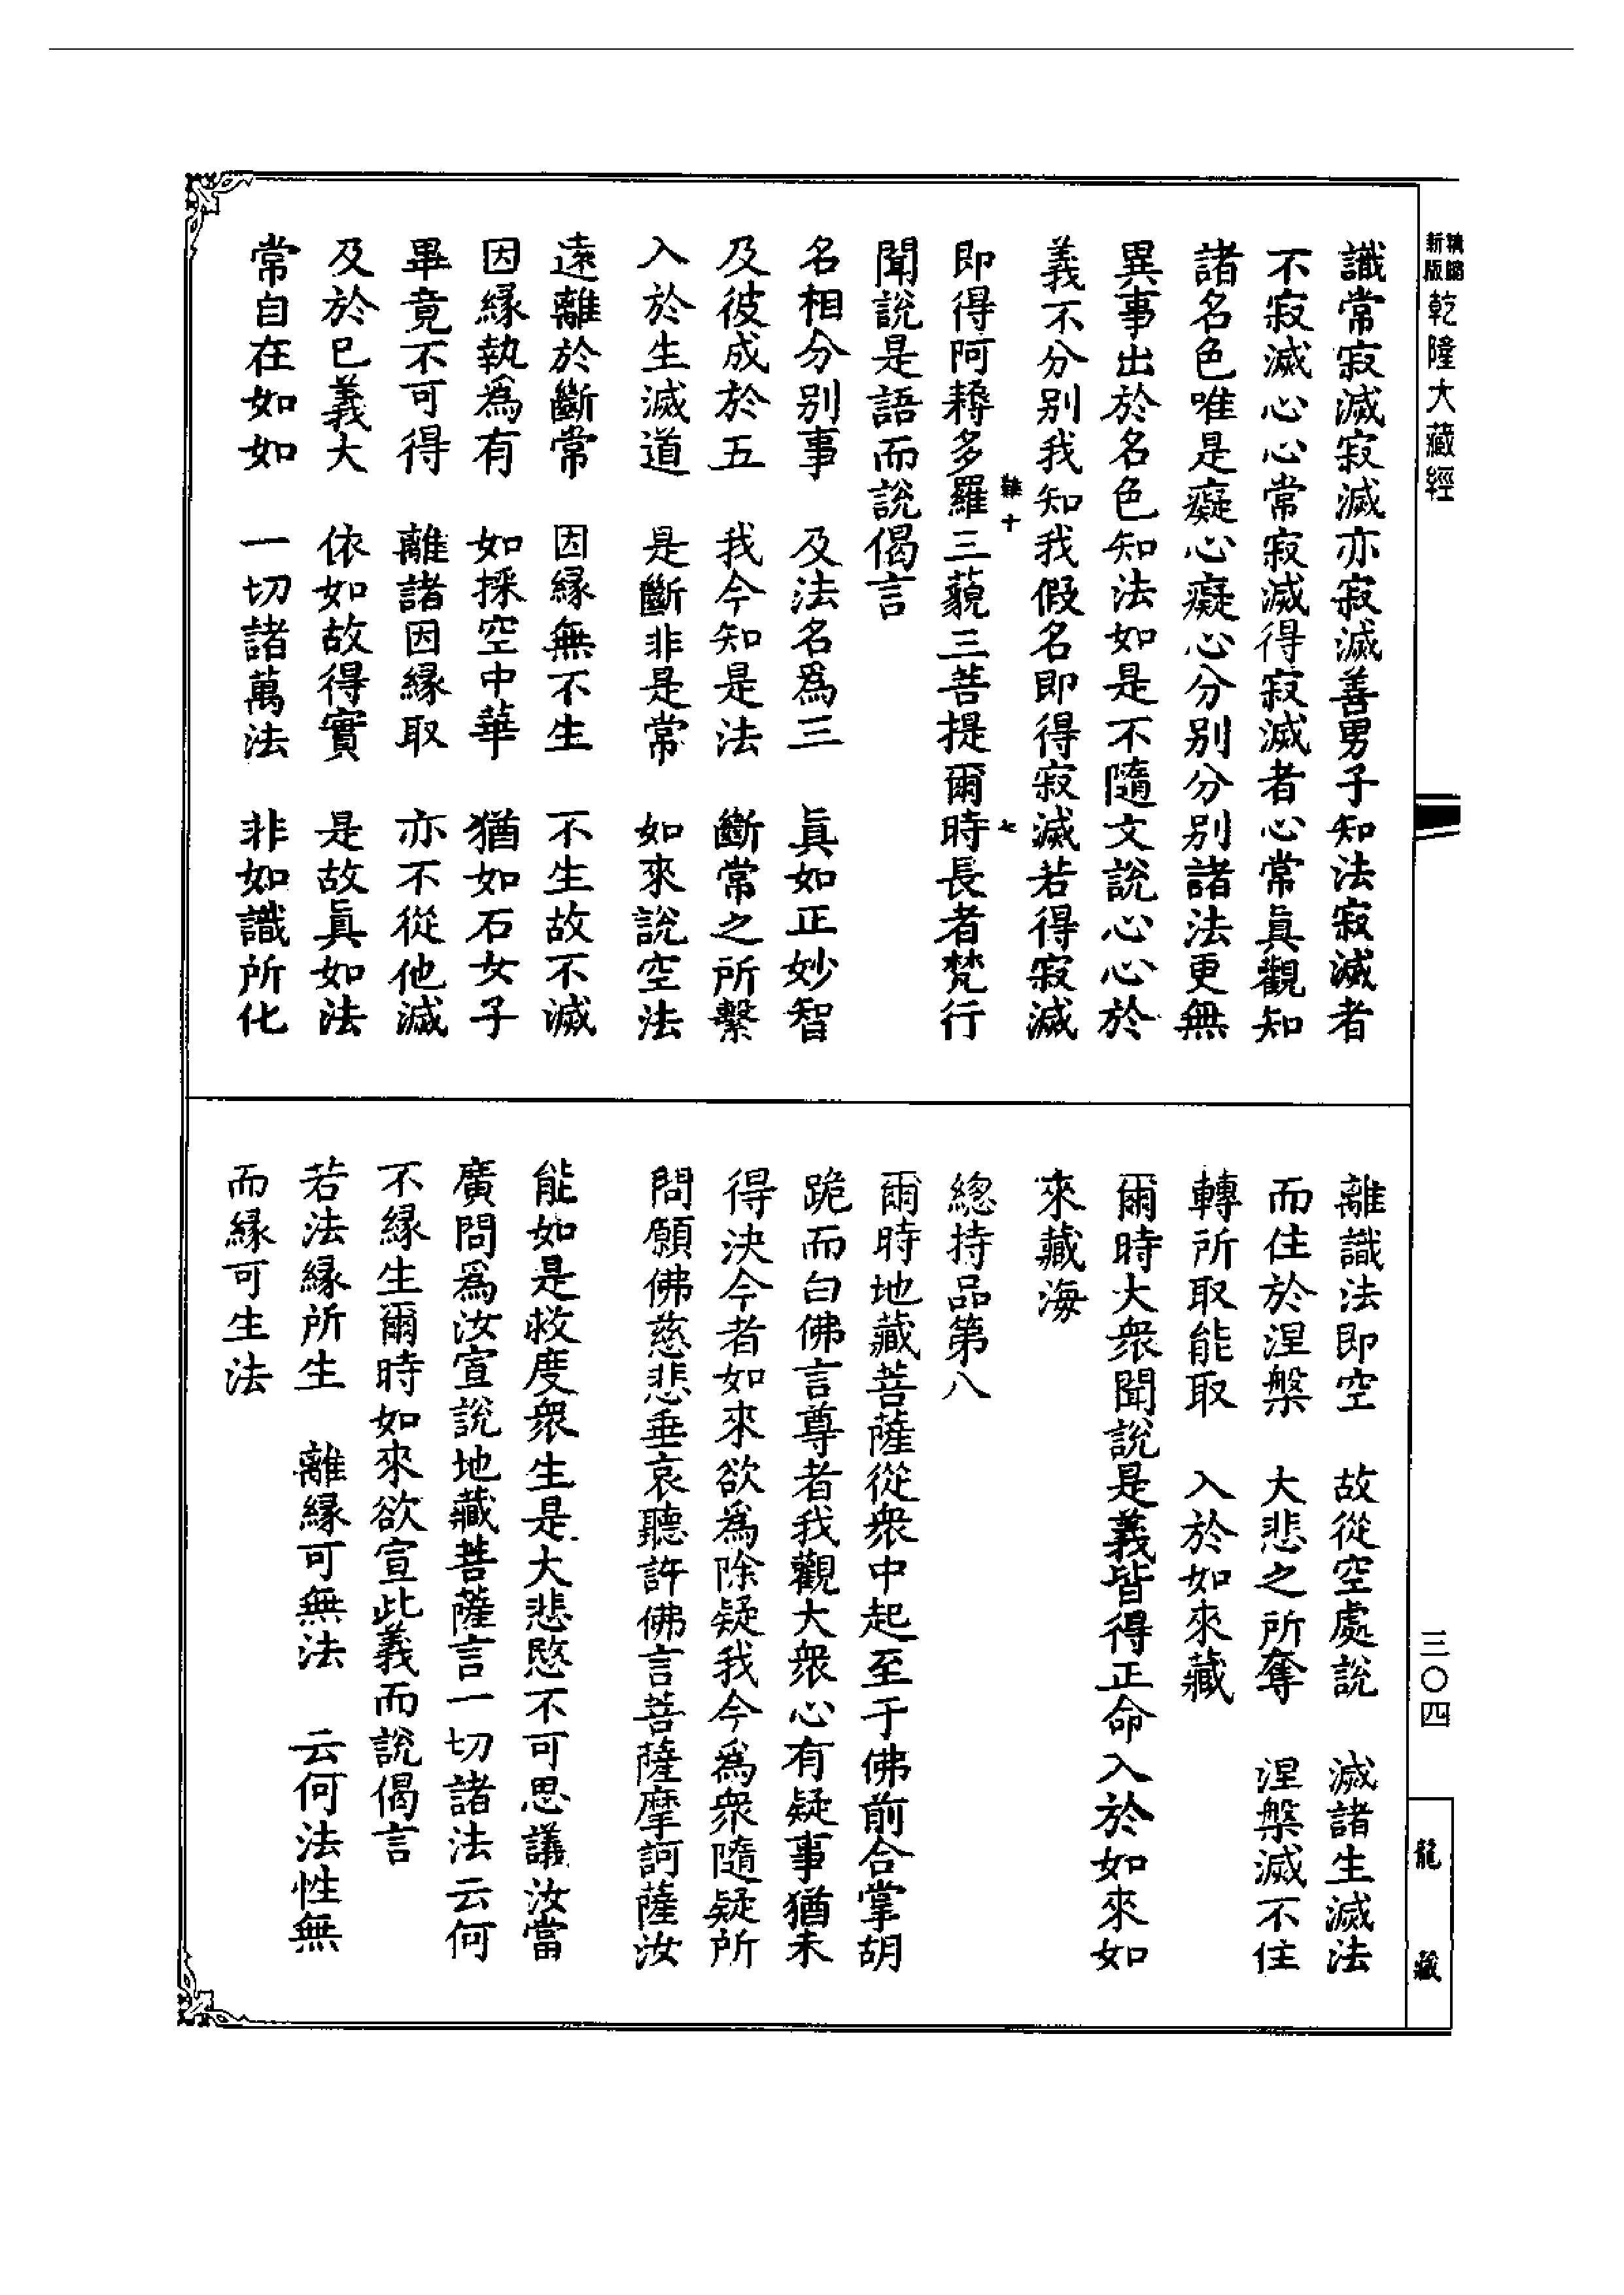 新版
精縮
乾隆大藏經
識常寂滅寂滅亦寂滅善男子知法寂滅者
不寂滅心心常寂滅得寂滅者心常眞觀知
諸名色唯是癡心癡心分別分別諸法更無
異事出於名色知法如是不隨文說心心於
義不分別我知我假名即得寂滅若得寂滅
即得阿耨多羅三藐三菩提爾時長者梵行
聞說是語而說偈言
名相分別事　及法名爲三　眞如正妙智
及彼成於五　我今知是法　斷常之所繫
入於生滅道　是斷非是常　如來說空法
遠離於斷常　因緣無不生　不生故不滅
因緣執爲有　如採空中華　猶如石女子
畢竟不可得　離諸因緣取　亦不從他滅
及於已義大　依如故得實　是故眞如法
常自在如如　一切諸萬法　非如識所化
離識法即空　故從空處說　滅諸生滅法
而住於涅槃　大悲之所奪　涅槃滅不住
轉所取能取　入於如來藏
爾時大衆聞說是義皆得正命入於如來如
來藏海
總持品第八
爾時地藏菩薩從衆中起至于佛前合掌胡
跪而白佛言尊者我觀大衆心有疑事猶未
得決今者如來欲爲除疑我今爲衆隨疑所
問願佛慈悲垂哀聽許佛言菩薩摩訶薩汝
能如是救度衆生是大悲愍不可思議汝當
廣問爲汝宣說地藏菩薩言一切諸法云何
不緣生爾時如來欲宣此義而說偈言
若法緣所生　離緣可無法　云何法性無
而緣可生法
三〇四
龍藏